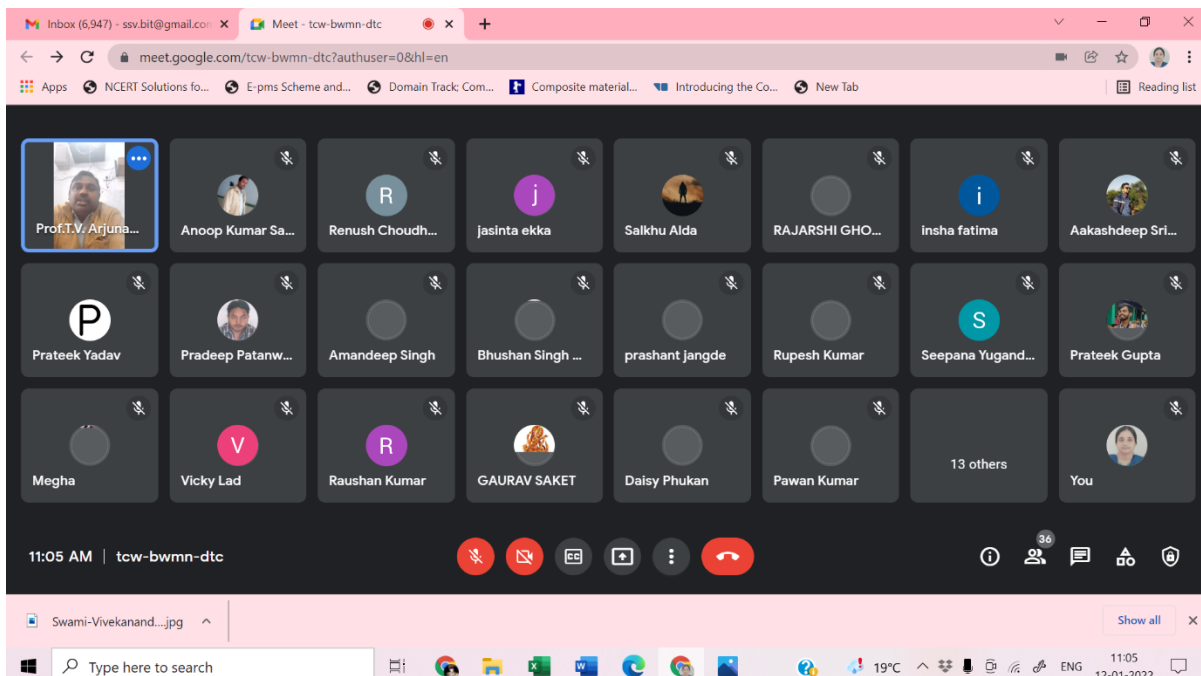 Inbox (6,947) - ssv.bit@gmail.con
Meet - tcw-bwmn-dtc
meet.google.com/tcw-bwmn-dtc?authuser=0&hl=en
Apps NCERT Solutions fo... E-pms Scheme and... Domain Track; Com... Composite material... Introducing the Co... New Tab Reading list
Prof.T.V. Arjuna... Anoop Kumar Sa... R Renush Choudh... j jasinta ekka Salkhu Alda RAJARSHI GHO... i insha fatima Aakashdeep Sri...
P Prateek Yadav Pradeep Patanw... Amandeep Singh Bhushan Singh ... prashant jangde Rupesh Kumar S Seepana Yugand... Prateek Gupta
Megha V Vicky Lad R Raushan Kumar GAURAV SAKET Daisy Phukan Pawan Kumar 13 others You
11:05 AM | tcw-bwmn-dtc CC 36
Swami-Vivekanand....jpg Show all
Type here to search 19°C ENG 11:05
12-01-2022